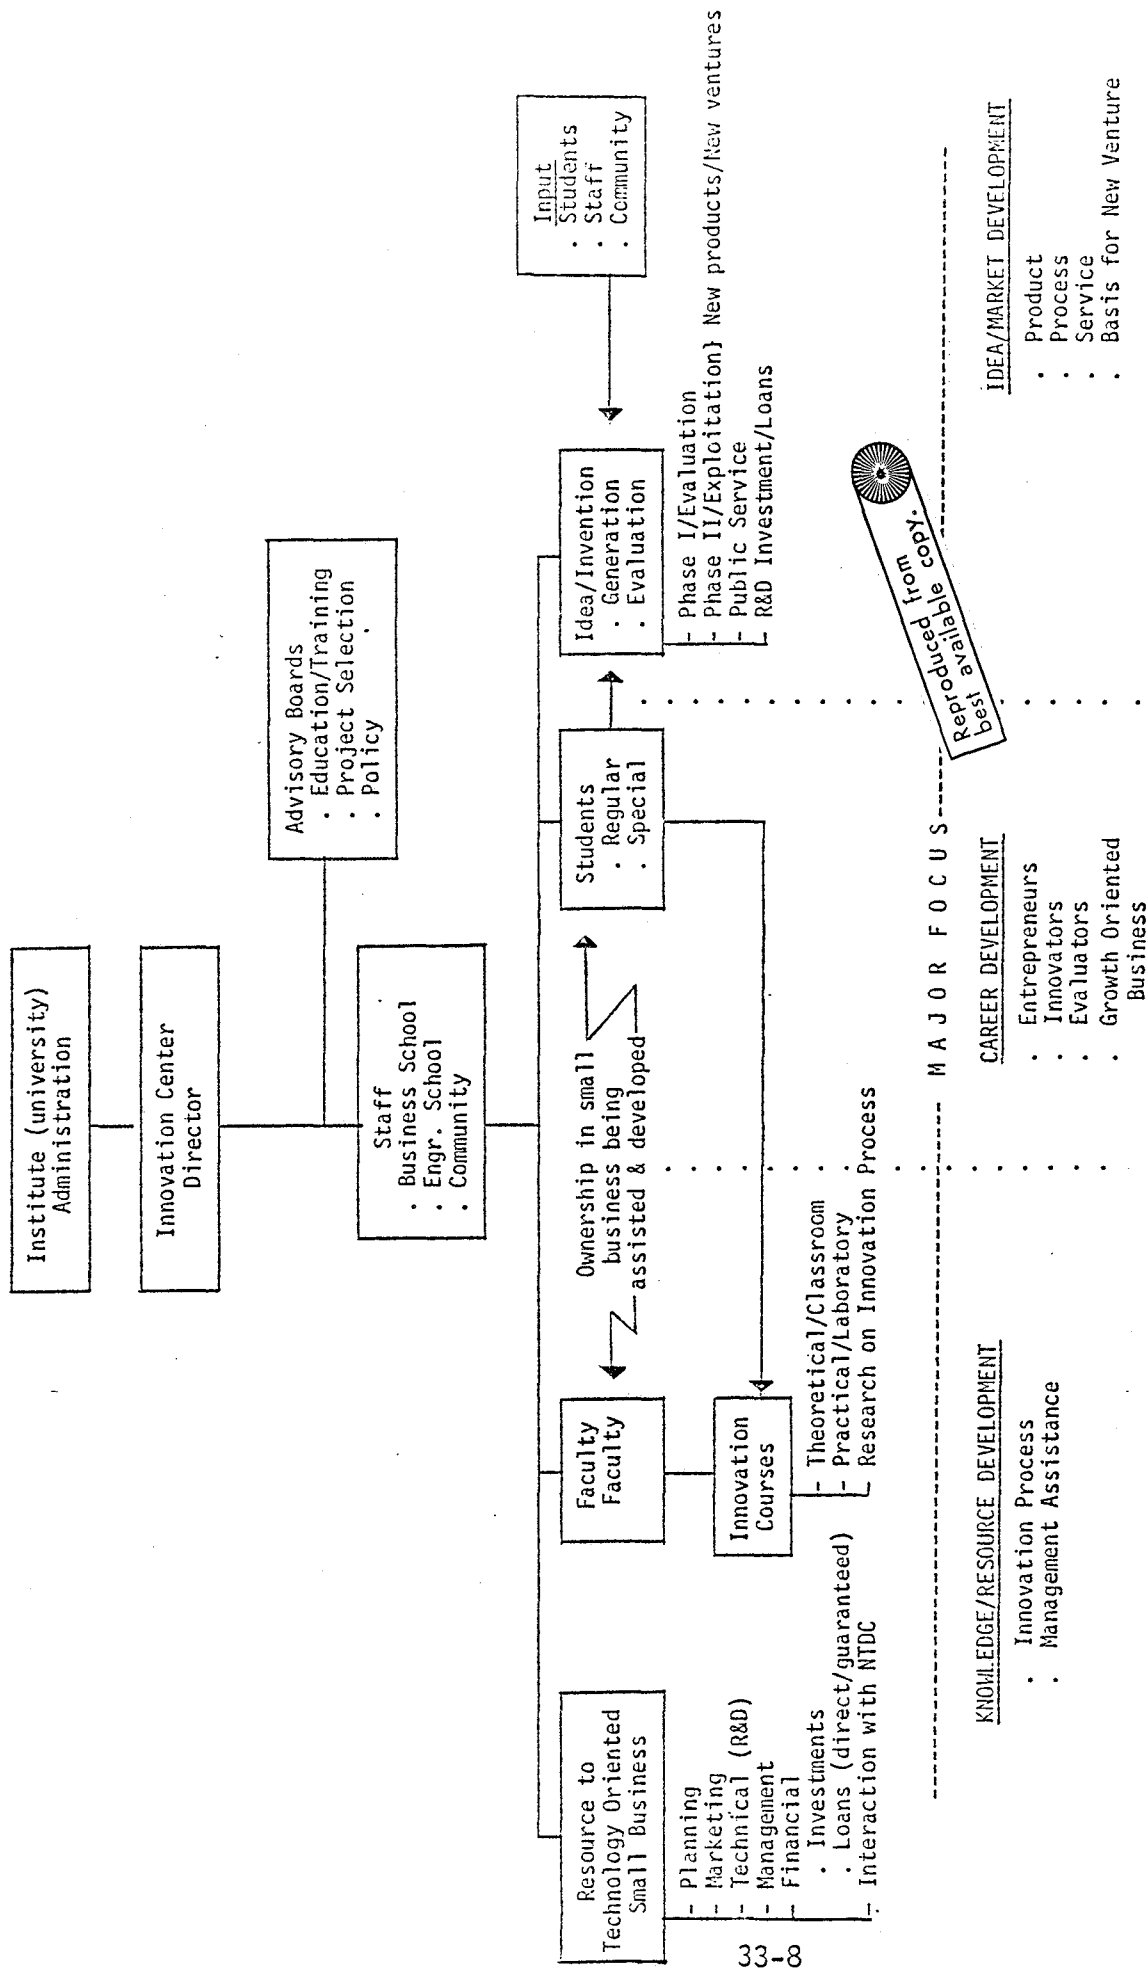 Institute (university)
Administration
Innovation Center
Director
Advisory Boards
. Education/Training
. Project Selection
. Policy
Staff
. Business School
. Engr. School
. Community
Resource to
Technology Oriented
Small Business
- Planning
- Marketing
- Technical (R&D)
- Management
- Financial
. Investments
. Loans (direct/guaranteed)
- Interaction with NTDC
Faculty
Faculty
Innovation
Courses
- Theoretical/Classroom
- Practical/Laboratory
- Research on Innovation Process
Ownership in small
business being
assisted & developed
Students
. Regular
. Special
Idea/Invention
. Generation
. Evaluation
- Phase I/Evaluation
- Phase II/Exploitation} New products/New ventures
- Public Service
- R&D Investment/Loans
Input
. Students
. Staff
. Community
MAJOR FOCUS
KNOWLEDGE/RESOURCE DEVELOPMENT
. Innovation Process
. Management Assistance
CAREER DEVELOPMENT
. Entrepreneurs
. Innovators
. Evaluators
. Growth Oriented
Business
IDEA/MARKET DEVELOPMENT
. Product
. Process
. Service
. Basis for New Venture
Reproduced from
best available copy.
33-8